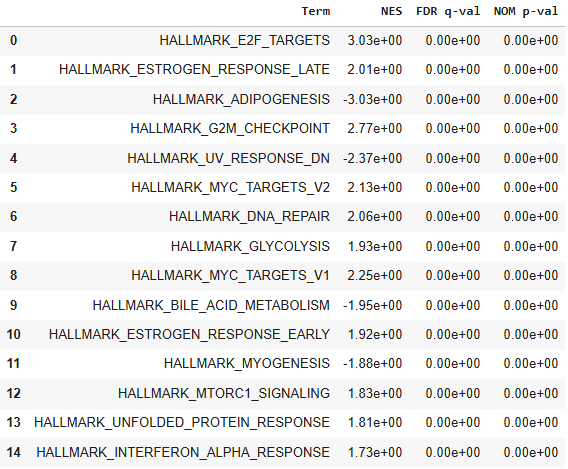 Term NES FDR q-val NOM p-val
0 HALLMARK_E2F_TARGETS 3.03e+00 0.00e+00 0.00e+00
1 HALLMARK_ESTROGEN_RESPONSE_LATE 2.01e+00 0.00e+00 0.00e+00
2 HALLMARK_ADIPOGENESIS -3.03e+00 0.00e+00 0.00e+00
3 HALLMARK_G2M_CHECKPOINT 2.77e+00 0.00e+00 0.00e+00
4 HALLMARK_UV_RESPONSE_DN -2.37e+00 0.00e+00 0.00e+00
5 HALLMARK_MYC_TARGETS_V2 2.13e+00 0.00e+00 0.00e+00
6 HALLMARK_DNA_REPAIR 2.06e+00 0.00e+00 0.00e+00
7 HALLMARK_GLYCOLYSIS 1.93e+00 0.00e+00 0.00e+00
8 HALLMARK_MYC_TARGETS_V1 2.25e+00 0.00e+00 0.00e+00
9 HALLMARK_BILE_ACID_METABOLISM -1.95e+00 0.00e+00 0.00e+00
10 HALLMARK_ESTROGEN_RESPONSE_EARLY 1.92e+00 0.00e+00 0.00e+00
11 HALLMARK_MYOGENESIS -1.88e+00 0.00e+00 0.00e+00
12 HALLMARK_MTORC1_SIGNALING 1.83e+00 0.00e+00 0.00e+00
13 HALLMARK_UNFOLDED_PROTEIN_RESPONSE 1.81e+00 0.00e+00 0.00e+00
14 HALLMARK_INTERFERON_ALPHA_RESPONSE 1.73e+00 0.00e+00 0.00e+00